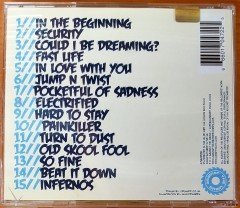 1// IN THE BEGINNING
2// SECURITY
3// COULD I BE DREAMING?
4// FAST LIFE
5// IN LOVE WITH YOU
6// JUMP N TWIST
7// POCKETFUL OF SADNESS
8// ELECTRIFIED
9// HARD TO STAY
10// PAINKILLER
11// TURN TO DUST
12// OLD SKOOL FOOL
13// SO FINE
14// BEAT IT DOWN
15// INFERNOS